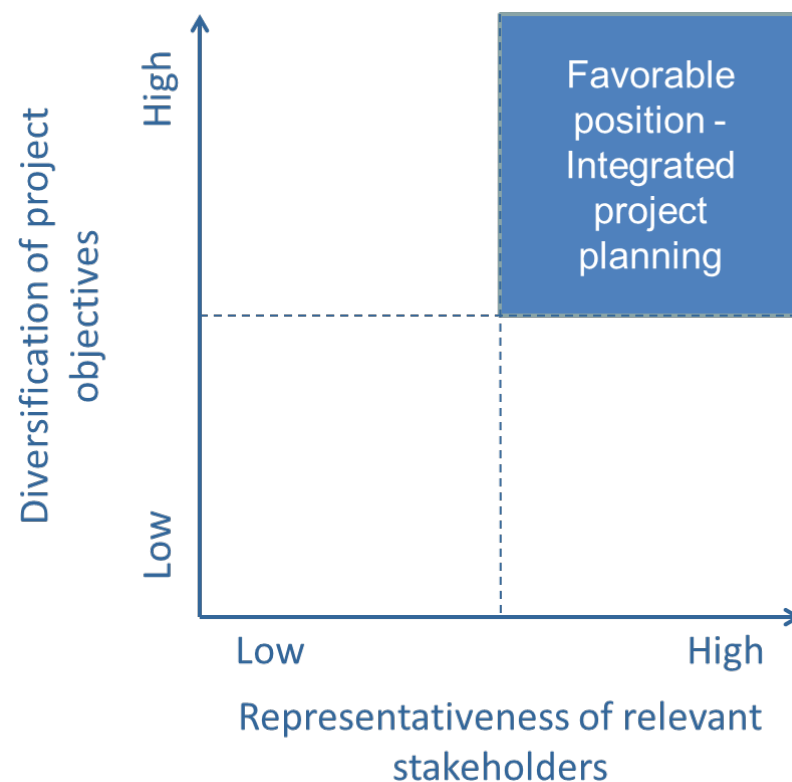 Diversification of project
objectives
High
Low
Favorable
position -
Integrated
project
planning
Low
High
Representativeness of relevant
stakeholders